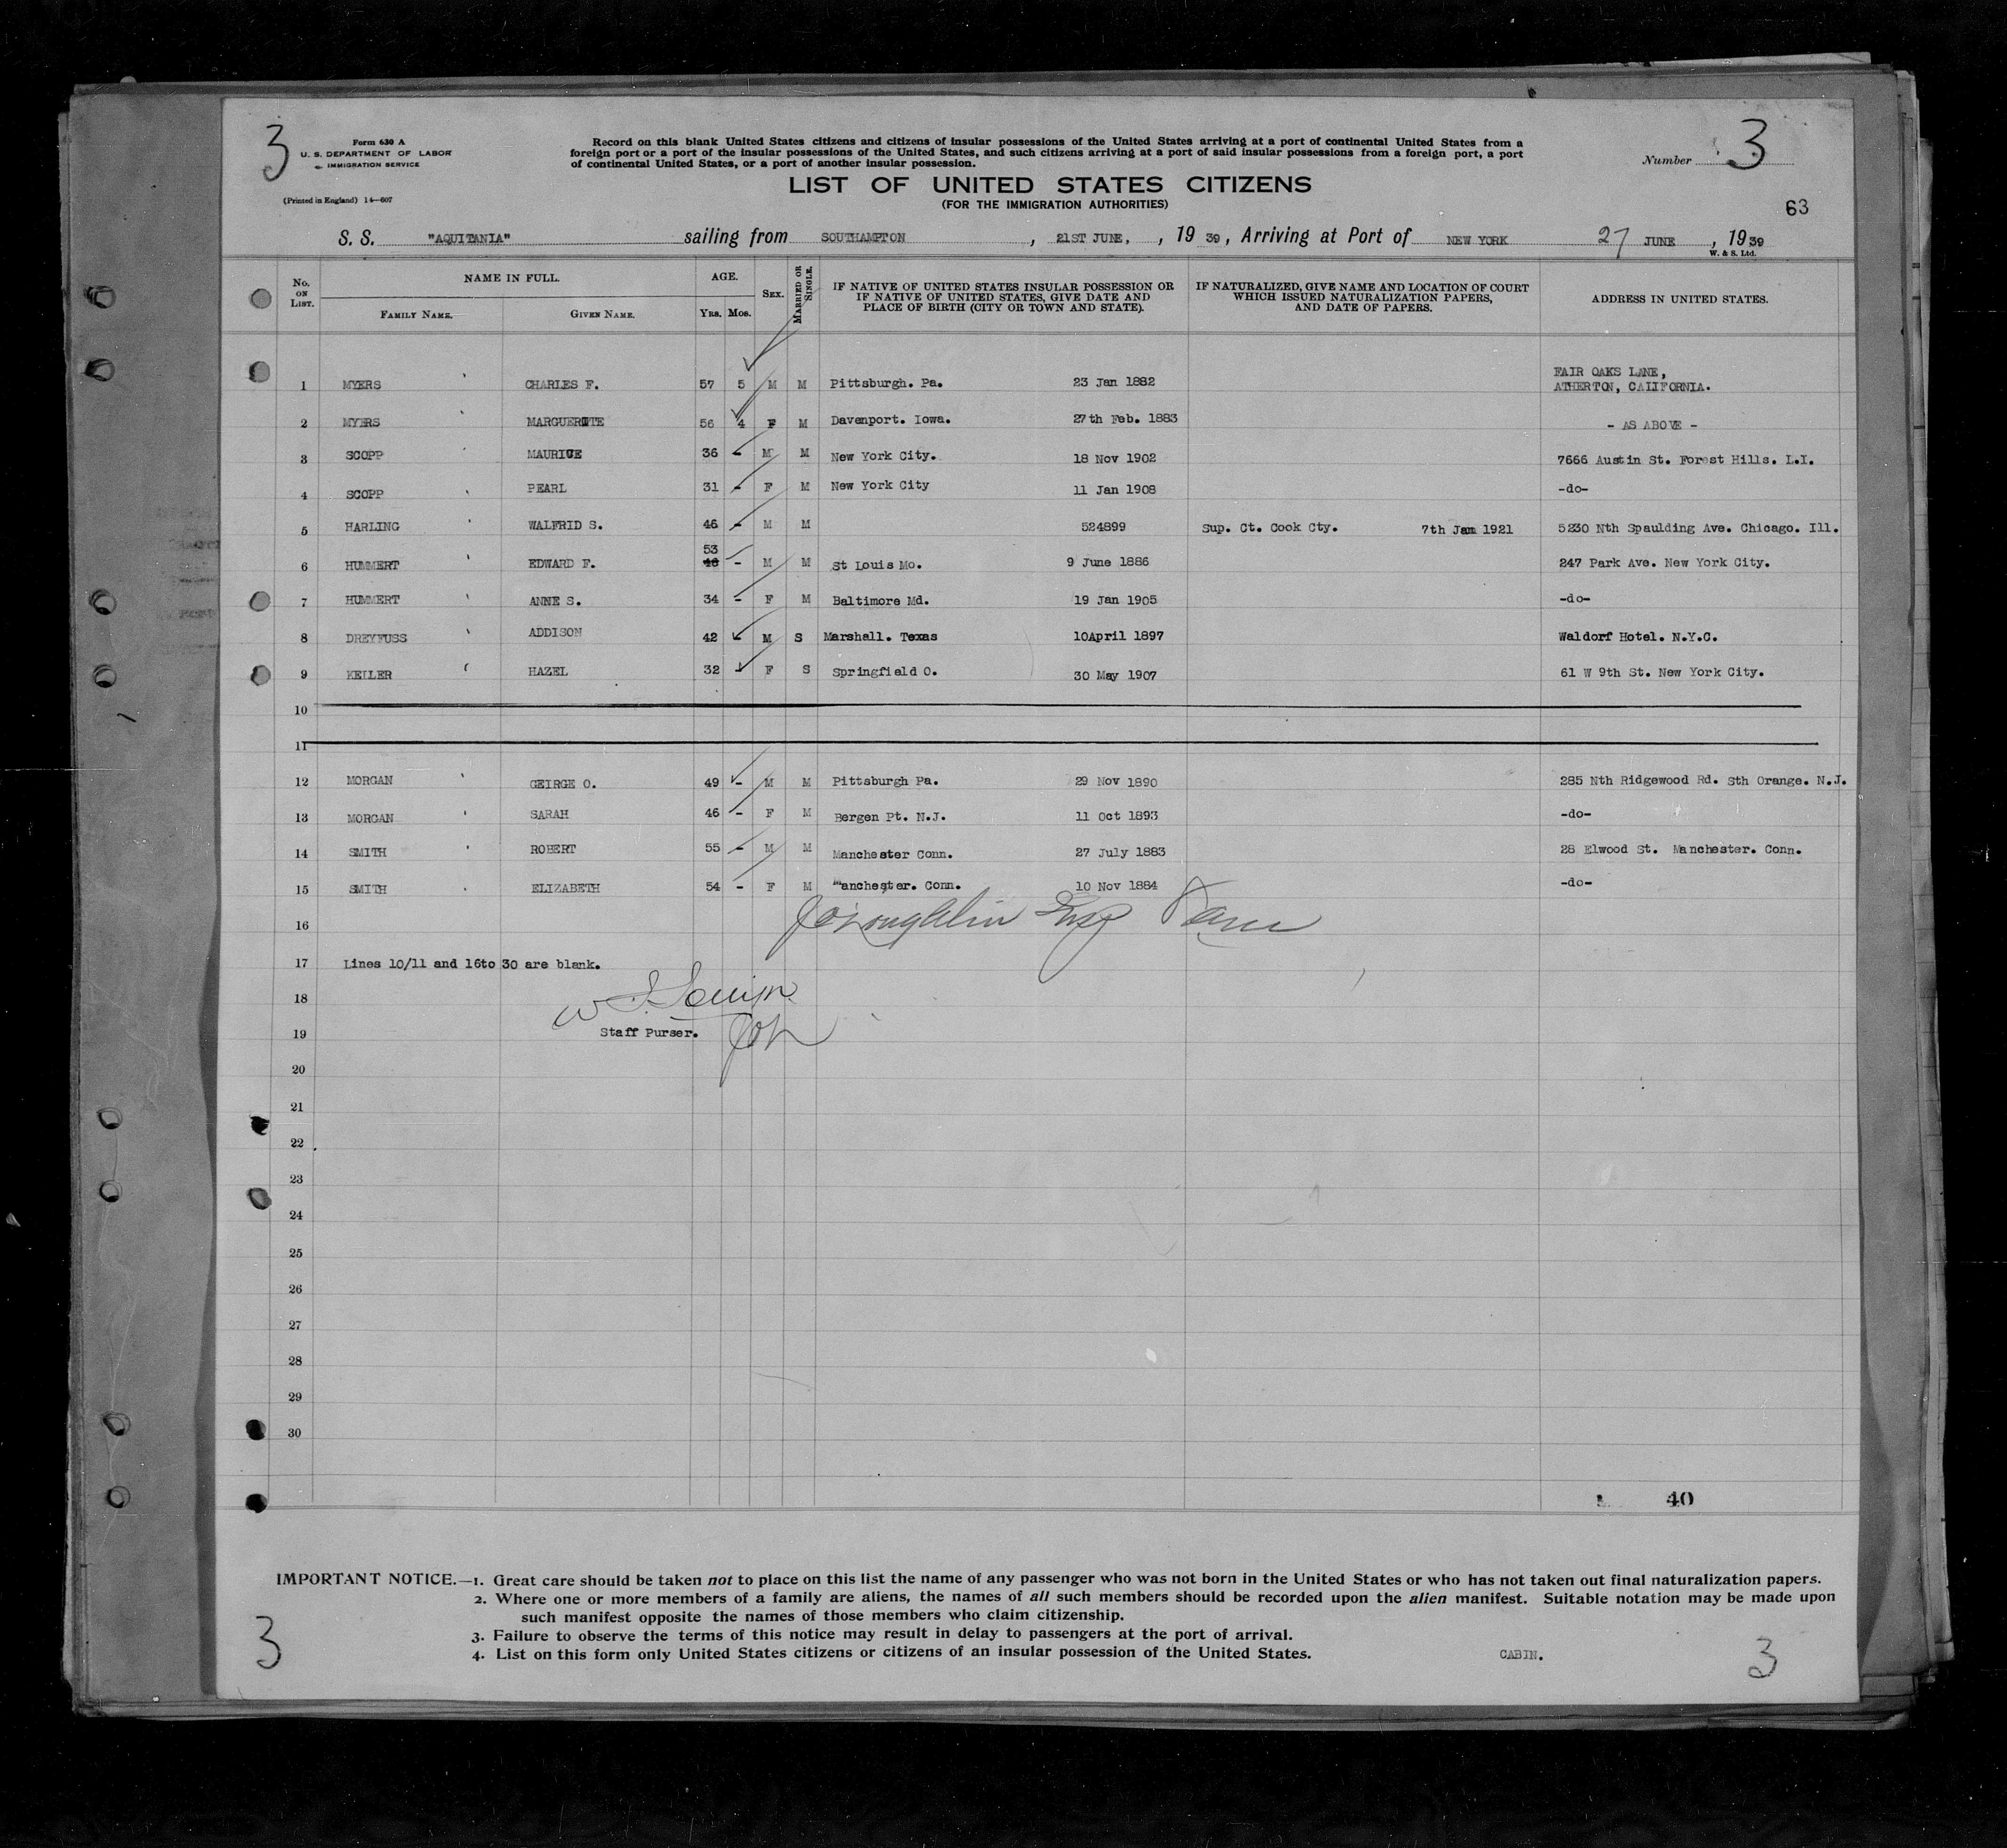 3
Form 630 A
U. S. DEPARTMENT OF LABOR
IMMIGRATION SERVICE
(Printed in England) 14—607
Record on this blank United States citizens and citizens of insular possessions of the United States arriving at a port of continental United States from a
foreign port or a port of the insular possessions of the United States, and such citizens arriving at a port of said insular possessions from a foreign port, a port
of continental United States, or a port of another insular possession.
Number 3
LIST OF UNITED STATES CITIZENS
(FOR THE IMMIGRATION AUTHORITIES)
63
S. S. "AQUITANIA" sailing from SOUTHAMPTON, 21ST JUNE, , 19 39, Arriving at Port of NEW YORK 27 JUNE, 1939
W. & S. Ltd.
No. ON LIST. NAME IN FULL. FAMILY NAME. GIVEN NAME. AGE. Yrs. Mos. SEX. MARRIED OR SINGLE. IF NATIVE OF UNITED STATES INSULAR POSSESSION OR IF NATIVE OF UNITED STATES, GIVE DATE AND PLACE OF BIRTH (CITY OR TOWN AND STATE). IF NATURALIZED, GIVE NAME AND LOCATION OF COURT WHICH ISSUED NATURALIZATION PAPERS, AND DATE OF PAPERS. ADDRESS IN UNITED STATES.
1 MYERS CHARLES F. 57 5 M M Pittsburgh. Pa. 23 Jan 1882 FAIR OAKS LANE, ATHERTON, CALIFORNIA.
2 MYERS MARGUERITE 56 4 F M Davenport. Iowa. 27th Feb. 1883 - AS ABOVE -
3 SCOPP MAURICE 36 - M M New York City. 18 Nov 1902 7666 Austin St. Forest Hills. L.I.
4 SCOPP PEARL 31 - F M New York City 11 Jan 1908 -do-
5 HARLING WALFRID S. 46 - M M 524899 Sup. Ct. Cook Cty. 7th Jan 1921 5230 Nth Spaulding Ave. Chicago. Ill.
6 HUMMERT EDWARD F. 53 - M M St Louis Mo. 9 June 1886 247 Park Ave. New York City.
7 HUMMERT ANNE S. 34 - F M Baltimore Md. 19 Jan 1905 -do-
8 DREYFUSS ADDISON 42 M S Marshall. Texas 10April 1897 Waldorf Hotel. N.Y.C.
9 KEILER HAZEL 32 F S Springfield O. 30 May 1907 61 W 9th St. New York City.
10
11
12 MORGAN GEIRGE O. 49 - M M Pittsburgh Pa. 29 Nov 1890 285 Nth Ridgewood Rd. Sth Orange. N.J.
13 MORGAN SARAH 46 - F M Bergen Pt. N.J. 11 Oct 1893 -do-
14 SMITH ROBERT 55 - M M Manchester Conn. 27 July 1883 28 Elwood St. Manchester. Conn.
15 SMITH ELIZABETH 54 - F M Manchester. Conn. 10 Nov 1884 -do-
16
17 Lines 10/11 and 16to 30 are blank.
18
19 Staff Purser.
20
21
22
23
24
25
26
27
28
29
30
40
IMPORTANT NOTICE.—1. Great care should be taken not to place on this list the name of any passenger who was not born in the United States or who has not taken out final naturalization papers.
2. Where one or more members of a family are aliens, the names of all such members should be recorded upon the alien manifest. Suitable notation may be made upon
such manifest opposite the names of those members who claim citizenship.
3. Failure to observe the terms of this notice may result in delay to passengers at the port of arrival.
4. List on this form only United States citizens or citizens of an insular possession of the United States.
CABIN.
3
3